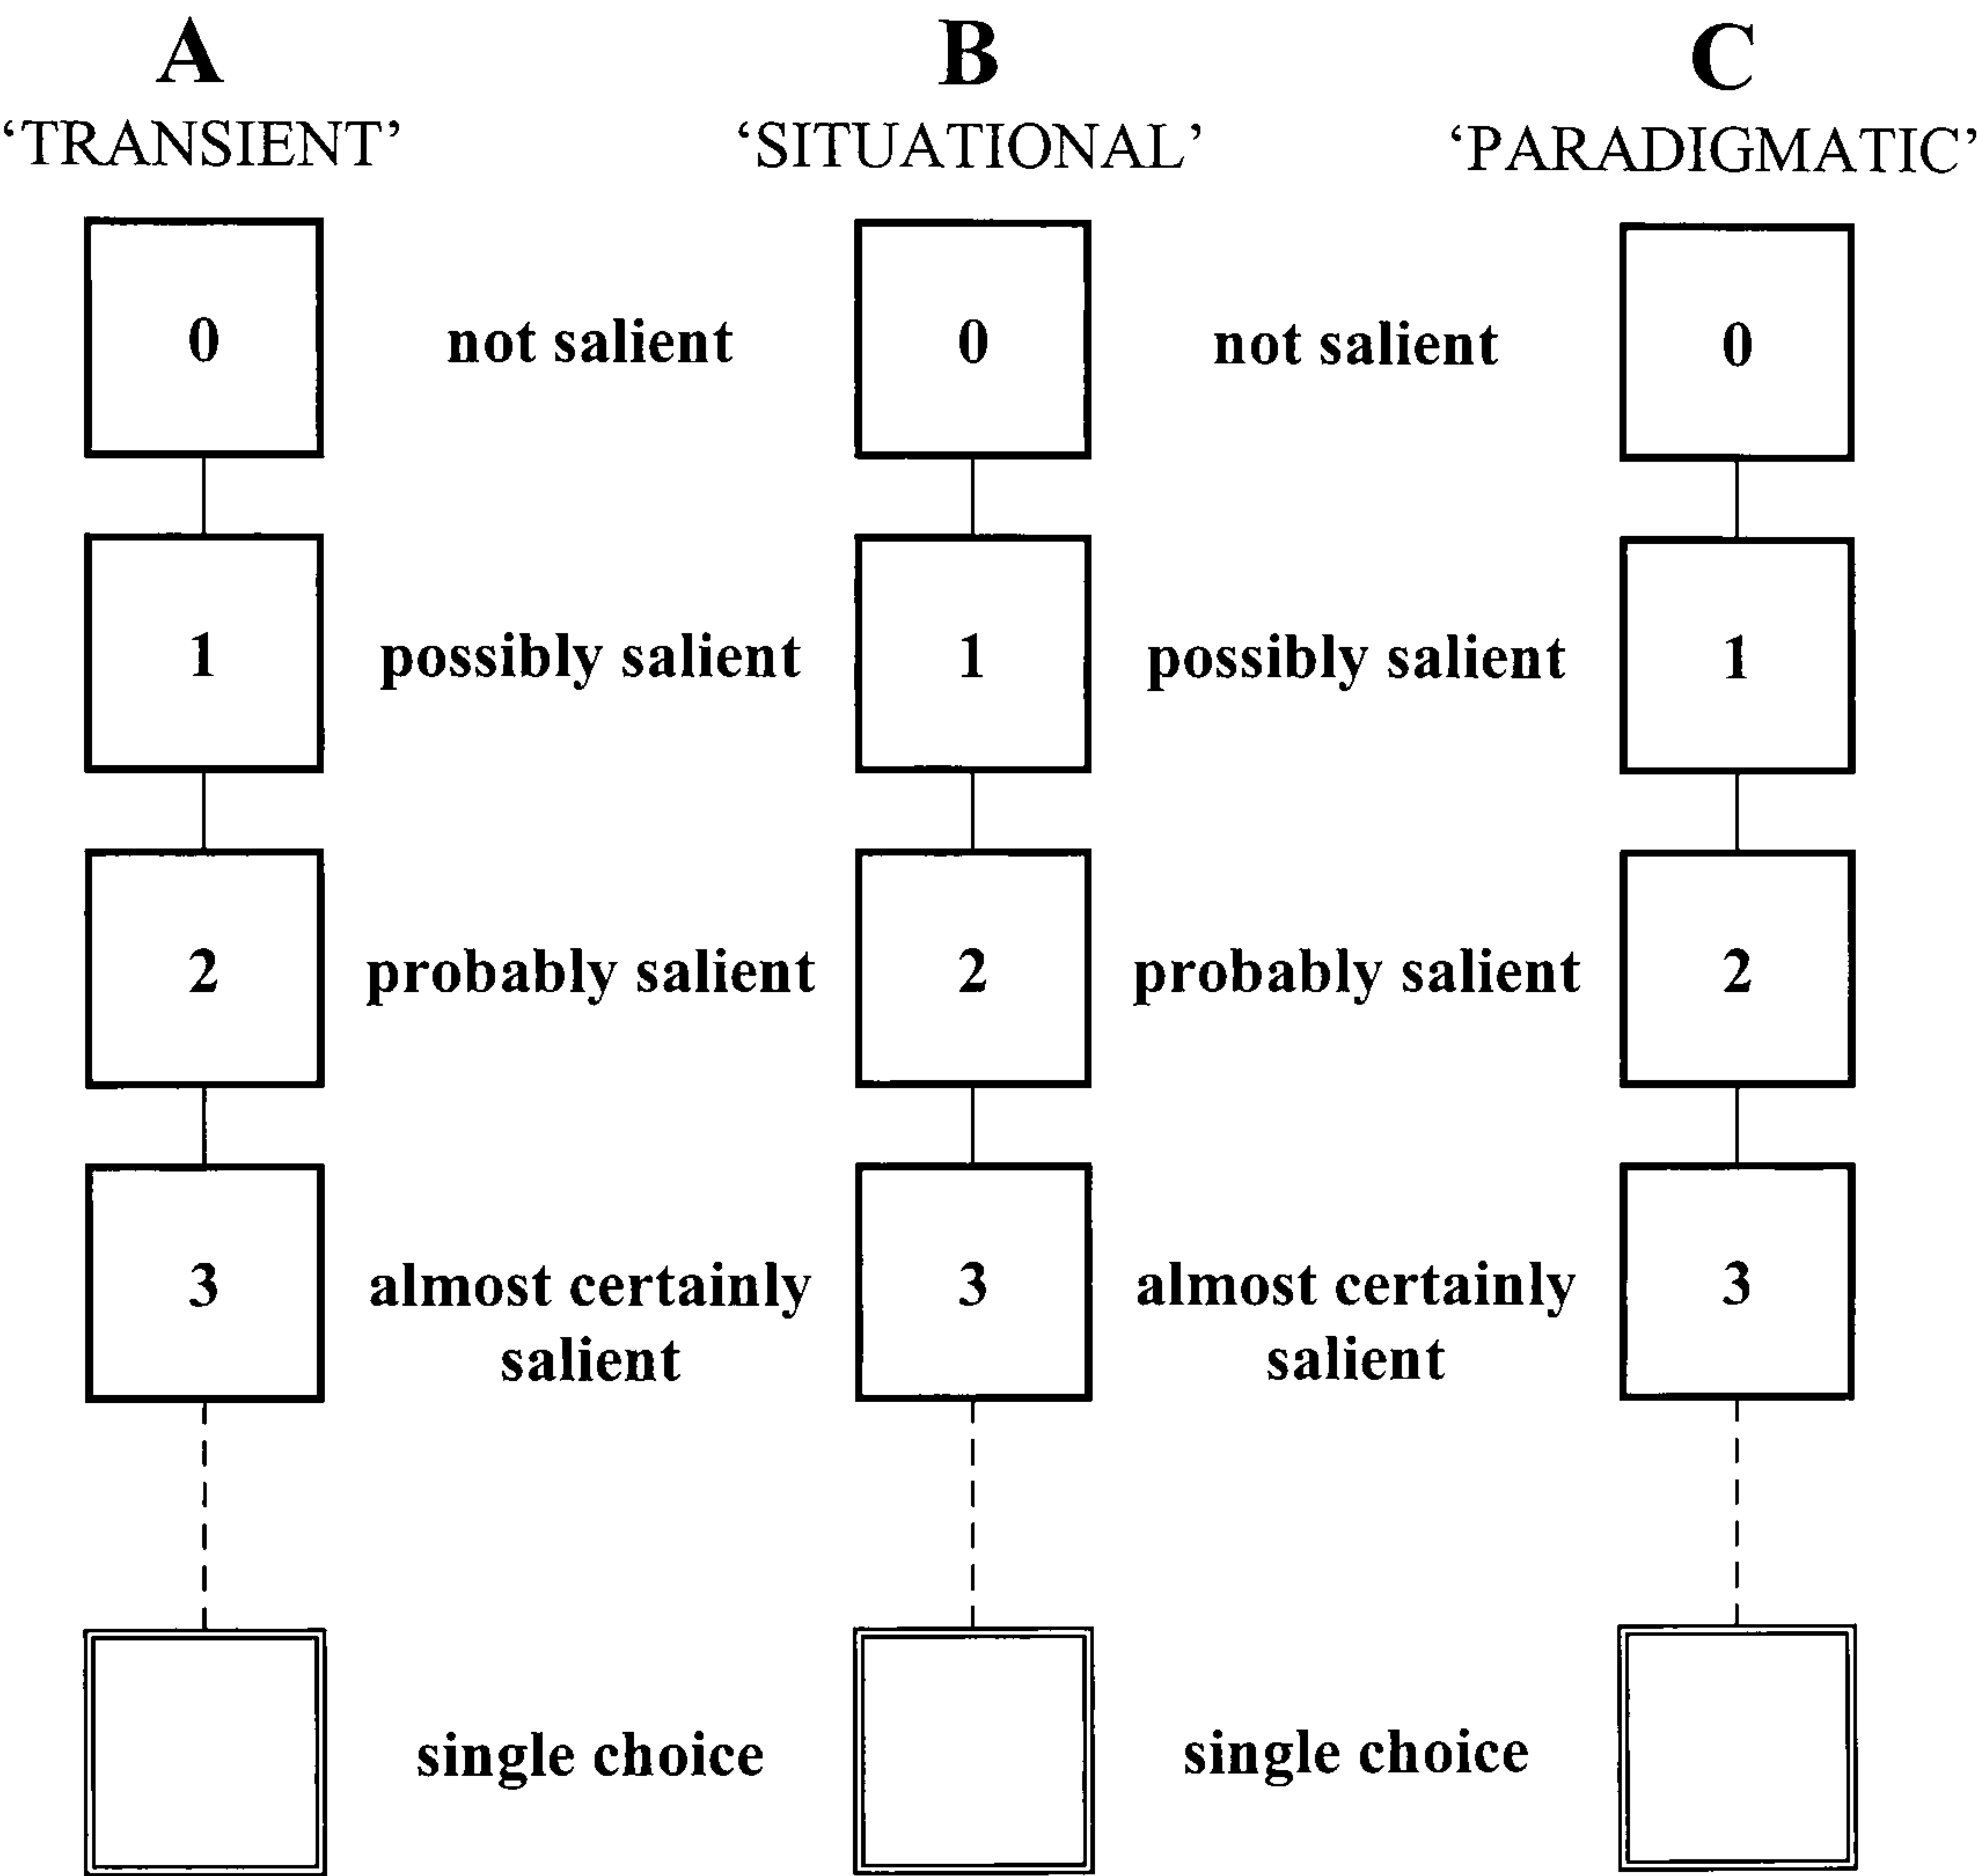 A B C
‘TRANSIENT’ ‘SITUATIONAL’ ‘PARADIGMATIC’
0 not salient 0 not salient 0
1 possibly salient 1 possibly salient 1
2 probably salient 2 probably salient 2
3 almost certainly 3 almost certainly 3
salient salient
single choice single choice